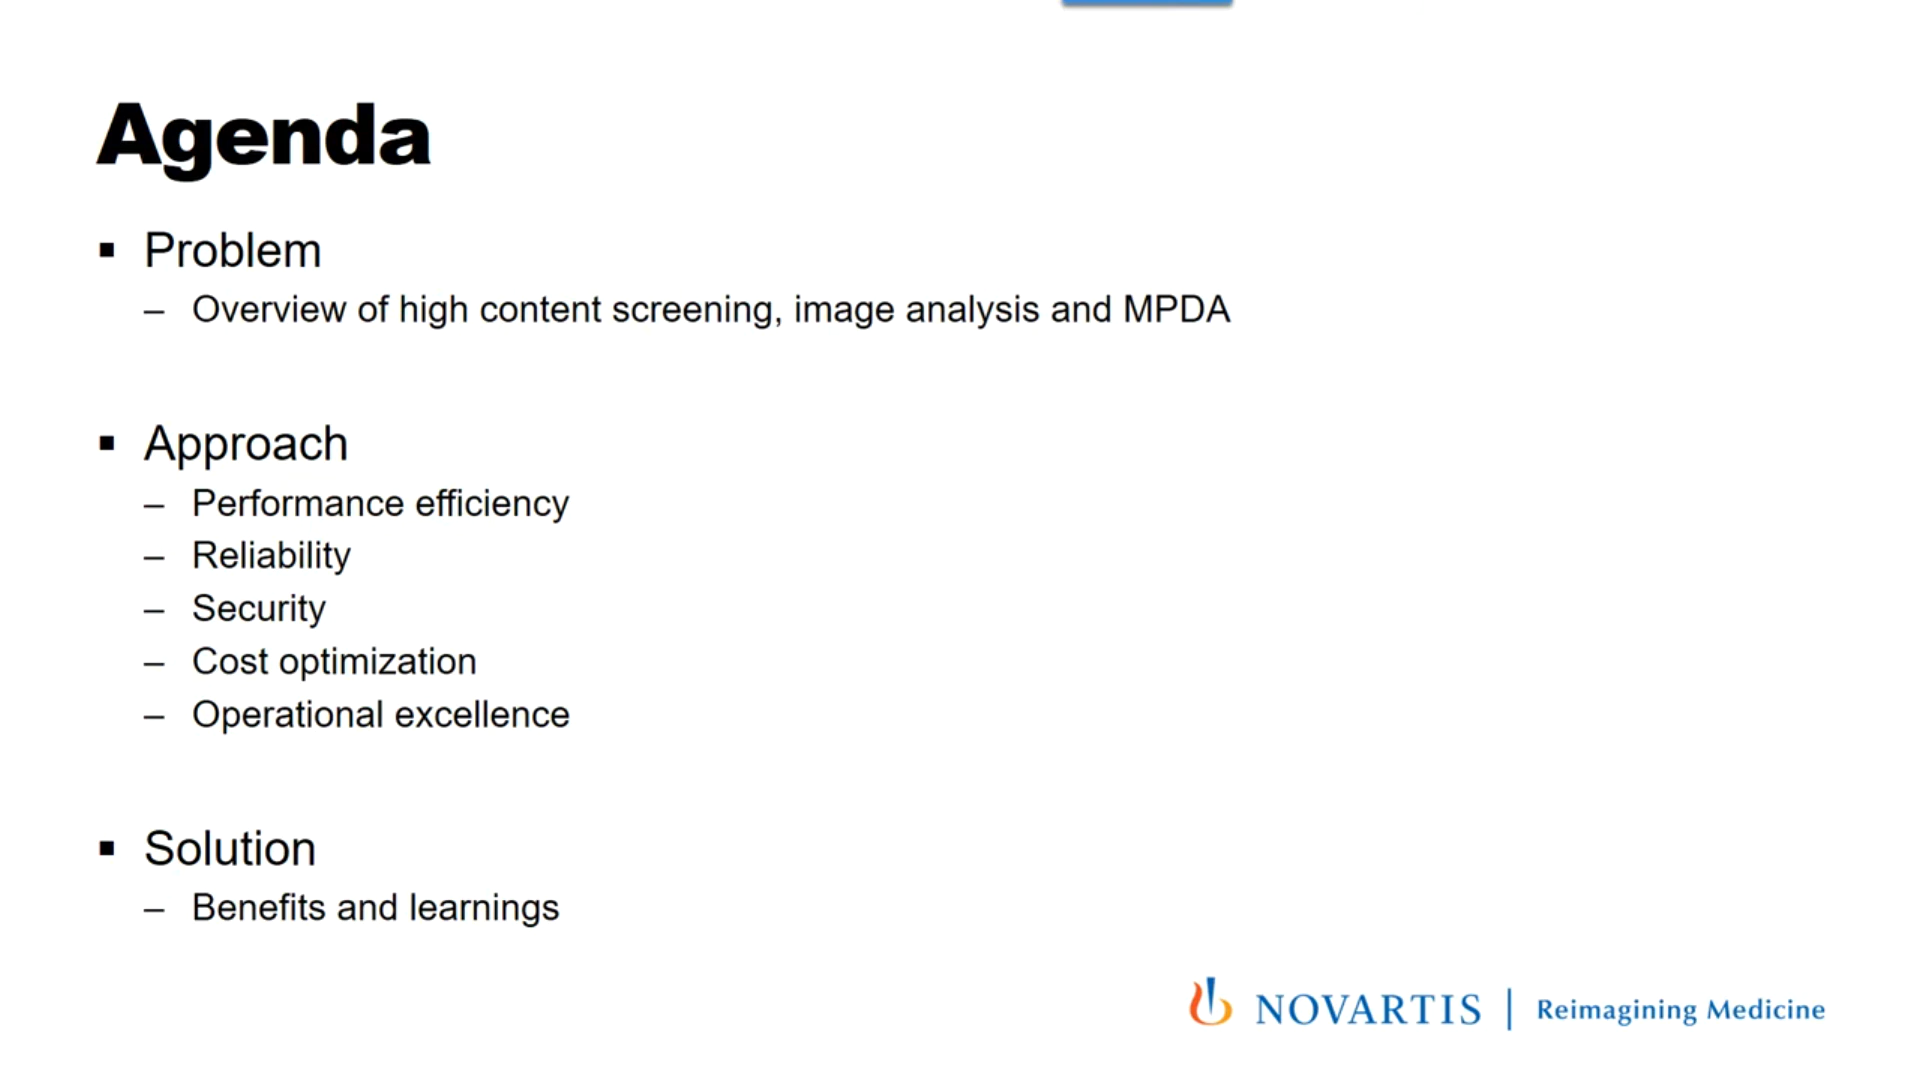 Agenda
▪ Problem
– Overview of high content screening, image analysis and MPDA
▪ Approach
– Performance efficiency
– Reliability
– Security
– Cost optimization
– Operational excellence
▪ Solution
– Benefits and learnings
NOVARTIS | Reimagining Medicine